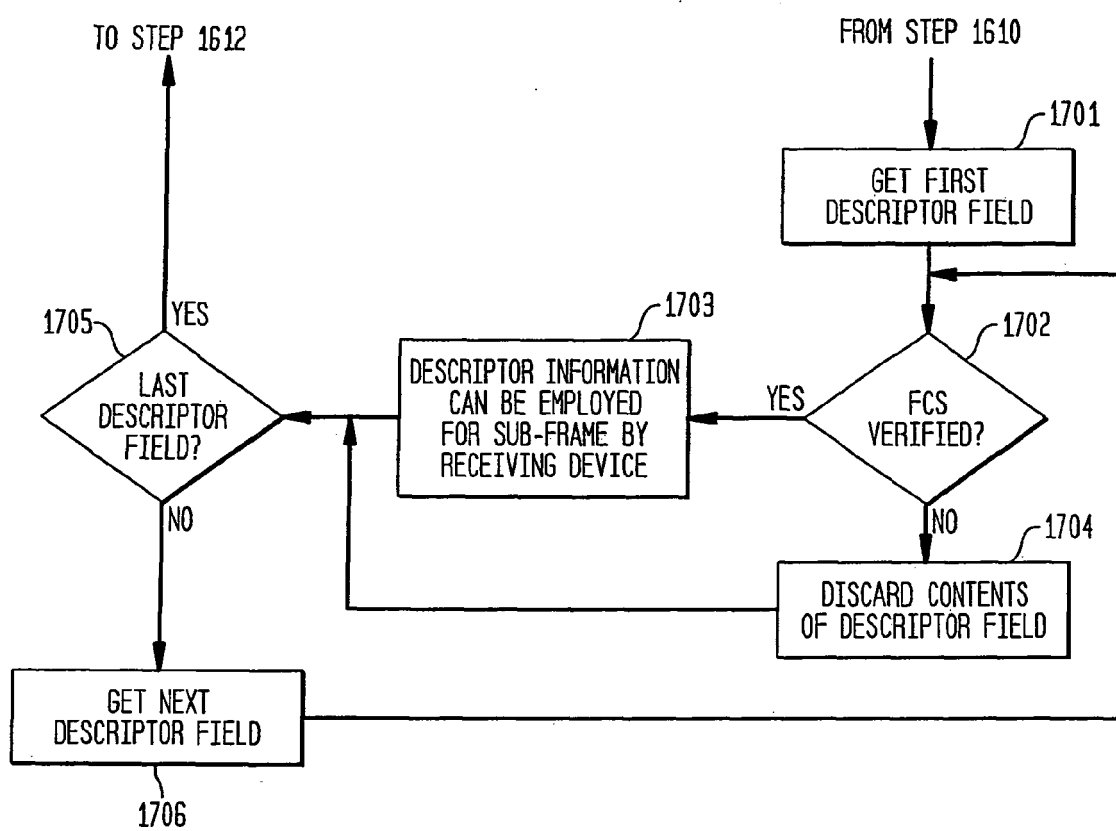 TO STEP 1612
FROM STEP 1610
1701
GET FIRST
DESCRIPTOR FIELD
1702
FCS
VERIFIED?
YES
NO
1703
DESCRIPTOR INFORMATION
CAN BE EMPLOYED
FOR SUB-FRAME BY
RECEIVING DEVICE
1704
DISCARD CONTENTS
OF DESCRIPTOR FIELD
1705
LAST
DESCRIPTOR
FIELD?
YES
NO
GET NEXT
DESCRIPTOR FIELD
1706